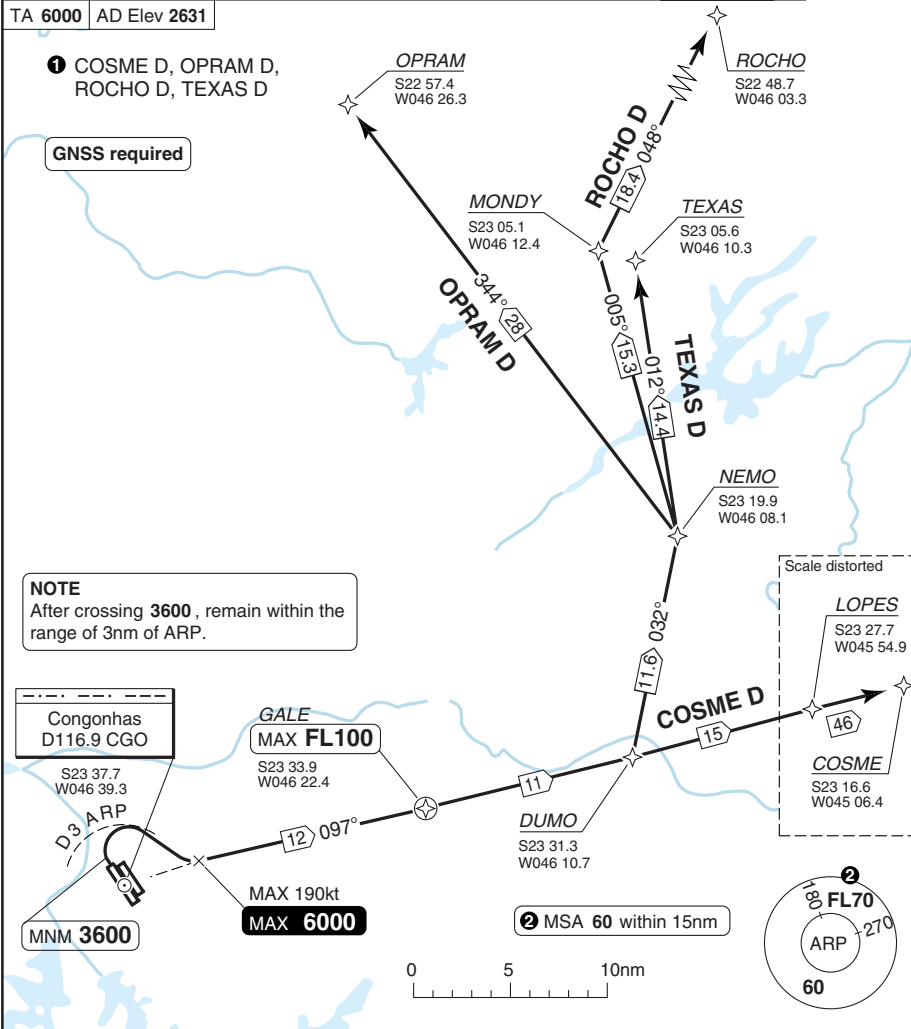 TA 6000 AD Elev 2631
❶ COSME D, OPRAM D,
ROCHO D, TEXAS D
GNSS required
OPRAM
S22 57.4
W046 26.3
ROCHO
S22 48.7
W046 03.3
ROCHO D
18.4 048°
MONDY
S23 05.1
W046 12.4
TEXAS
S23 05.6
W046 10.3
344° 28
OPRAM D
005° 15.3
012° 14.4
TEXAS D
NEMO
S23 19.9
W046 08.1
NOTE
After crossing 3600, remain within the
range of 3nm of ARP.
Scale distorted
LOPES
S23 27.7
W045 54.9
11.6 032°
COSME D
15
46
COSME
S23 16.6
W045 06.4
Congonhas
D116.9 CGO
S23 37.7
W046 39.3
GALE
MAX FL100
S23 33.9
W046 22.4
11
DUMO
S23 31.3
W046 10.7
D3 ARP
12 097°
MAX 190kt
MAX 6000
MNM 3600
❷ MSA 60 within 15nm
0 5 10nm
❷
180
FL70
270
ARP
60